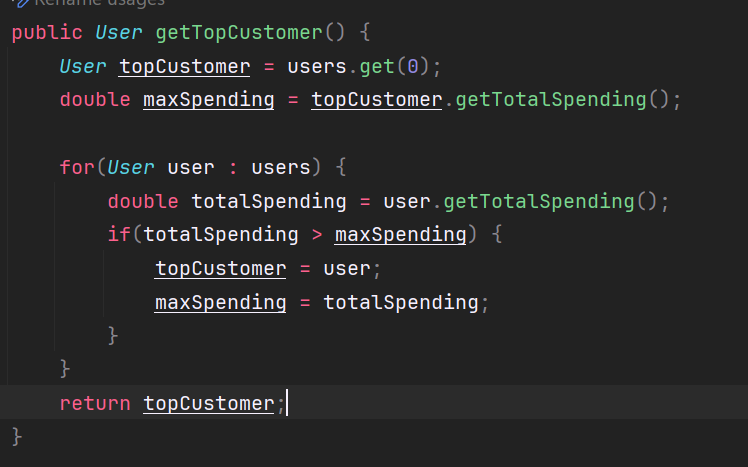 Rename usages
public User getTopCustomer() {
    User topCustomer = users.get(0);
    double maxSpending = topCustomer.getTotalSpending();

    for(User user : users) {
        double totalSpending = user.getTotalSpending();
        if(totalSpending > maxSpending) {
            topCustomer = user;
            maxSpending = totalSpending;
        }
    }
    return topCustomer;
}